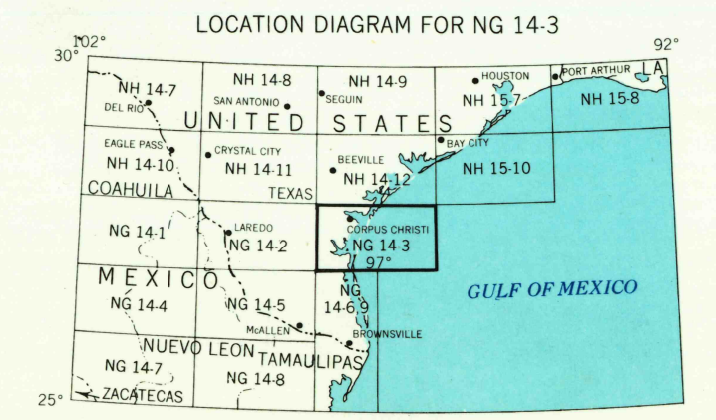 LOCATION DIAGRAM FOR NG 14-3
102°
30°
92°
NH 14-7
DEL RIO
NH 14-8
SAN ANTONIO
NH 14-9
SEGUIN
HOUSTON
NH 15-7
PORT ARTHUR
LA
NH 15-8
UNITED STATES
EAGLE PASS
NH 14-10
CRYSTAL CITY
NH 14-11
BEEVILLE
NH 14-12
BAY CITY
NH 15-10
COAHUILA
TEXAS
NG 14-1
LAREDO
NG 14-2
CORPUS CHRISTI
NG 14 3
97°
MEXICO
NG 14-4
NG 14-5
McALLEN
NG
14-6,9
GULF OF MEXICO
BROWNSVILLE
NUEVO LEON
TAMAULIPAS
NG 14-7
NG 14-8
25°
ZACATECAS